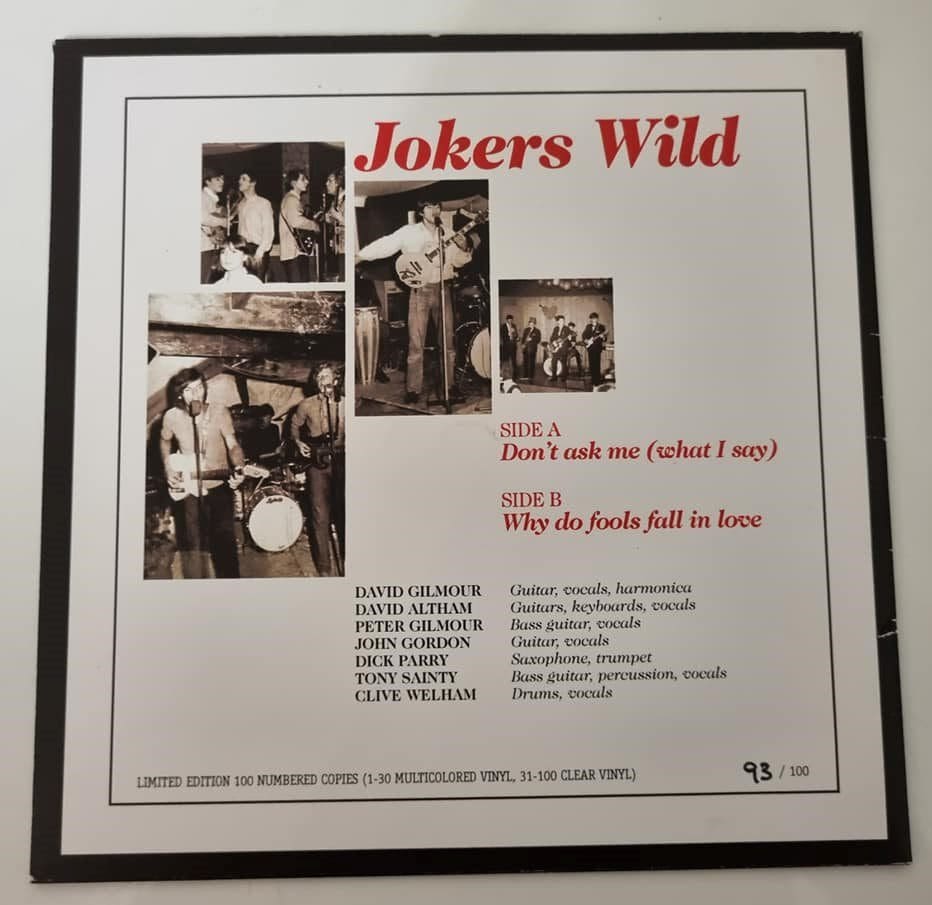 Jokers Wild
SIDE A
Don't ask me (what I say)
SIDE B
Why do fools fall in love
DAVID GILMOUR Guitar, vocals, harmonica
DAVID ALTHAM Guitars, keyboards, vocals
PETER GILMOUR Bass guitar, vocals
JOHN GORDON Guitar, vocals
DICK PARRY Saxophone, trumpet
TONY SAINTY Bass guitar, percussion, vocals
CLIVE WELHAM Drums, vocals
LIMITED EDITION 100 NUMBERED COPIES (1-30 MULTICOLORED VINYL, 31-100 CLEAR VINYL) 93 / 100